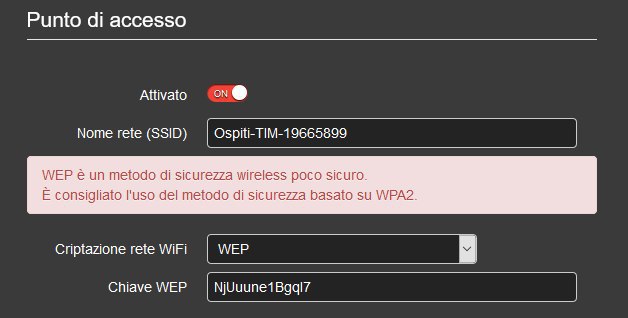 Punto di accesso
Attivato ON
Nome rete (SSID) Ospiti-TIM-19665899
WEP è un metodo di sicurezza wireless poco sicuro.
È consigliato l'uso del metodo di sicurezza basato su WPA2.
Criptazione rete WiFi WEP
Chiave WEP NjUuune1Bgql7